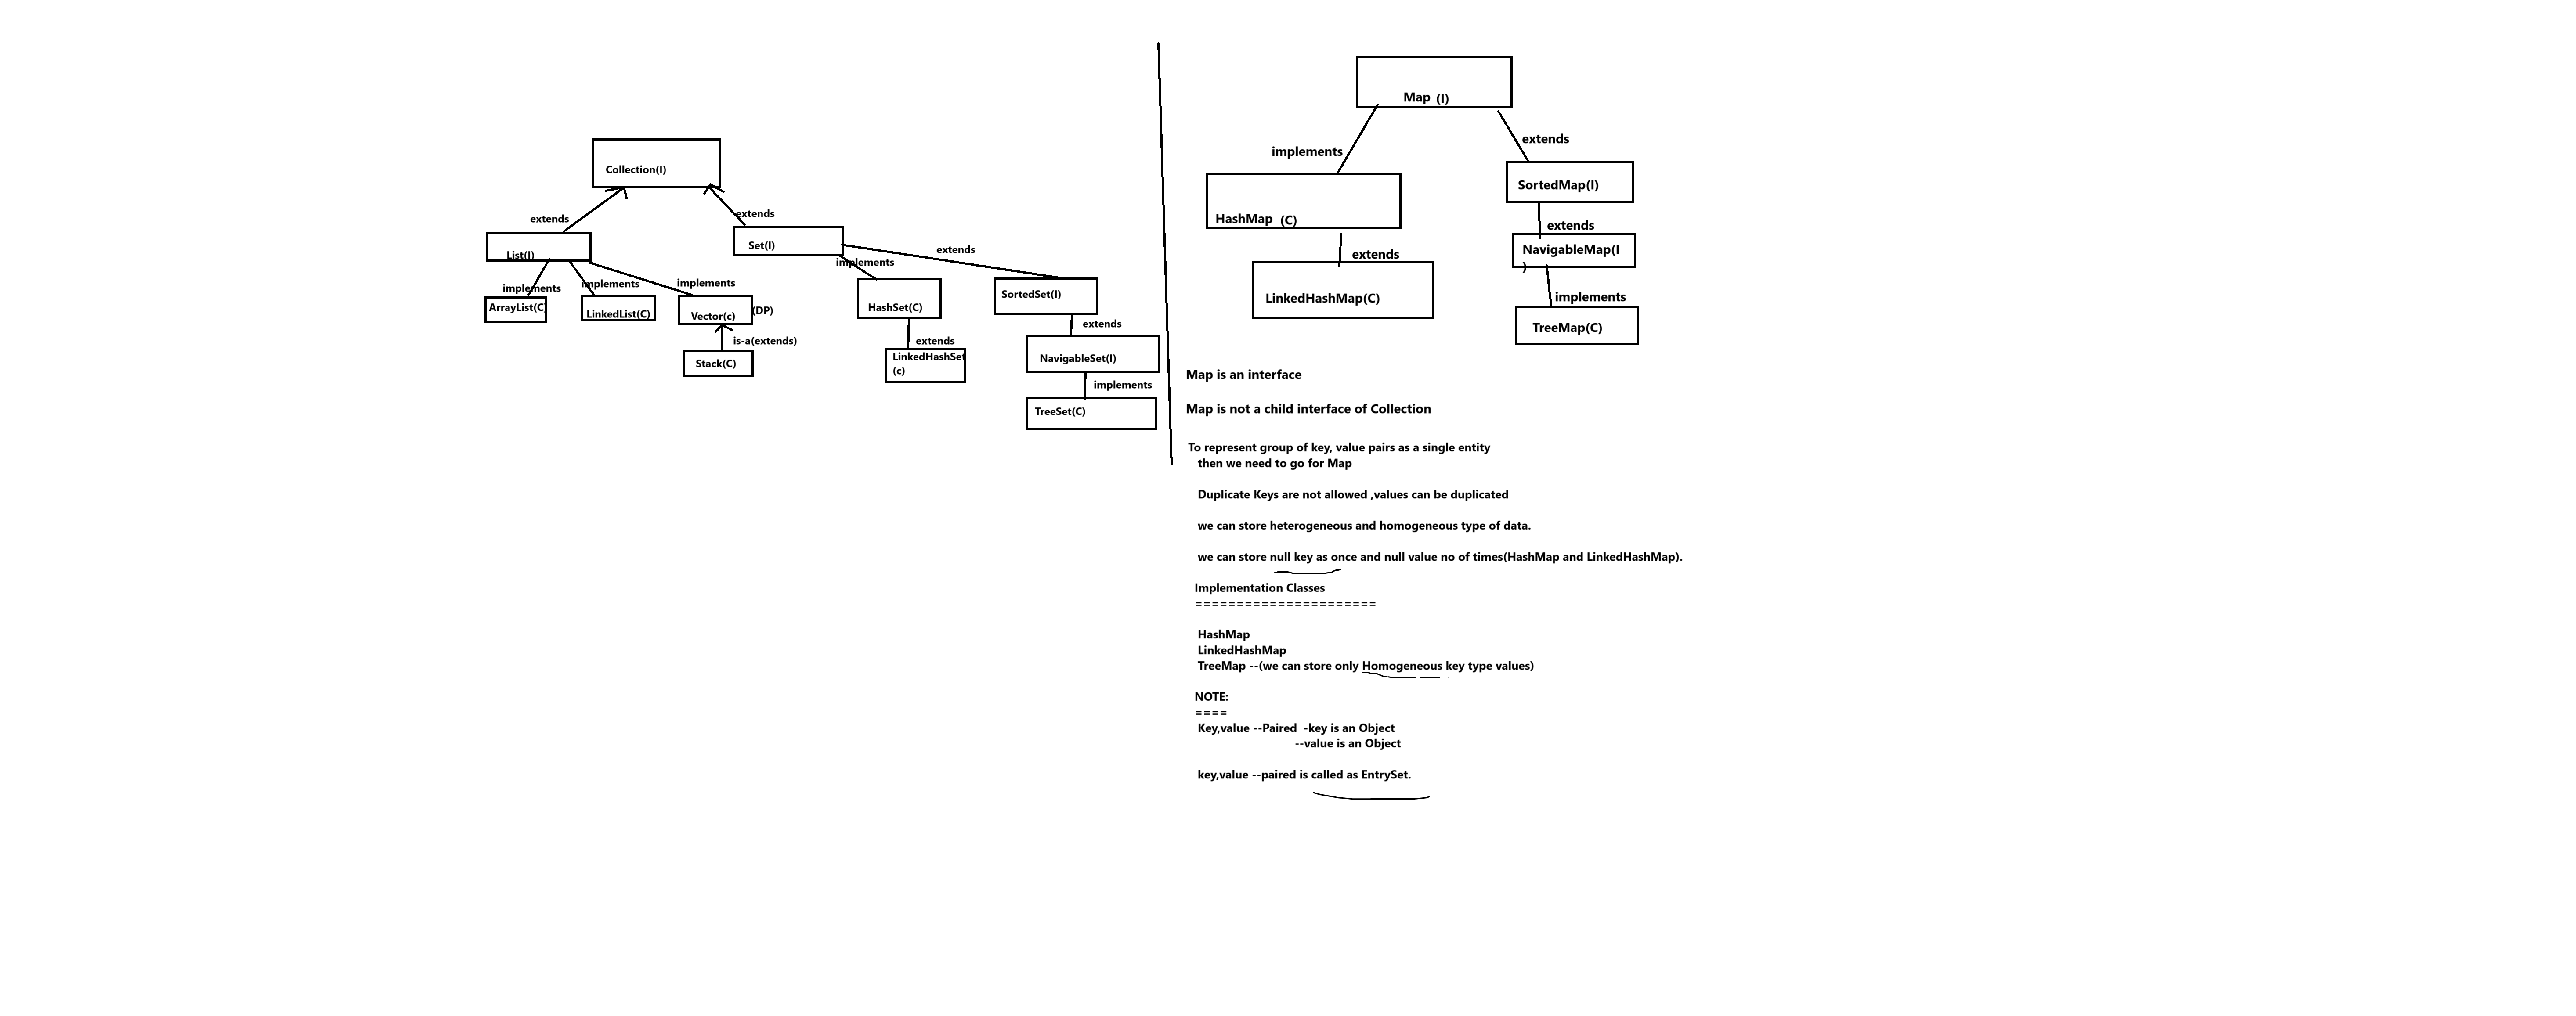 Collection(I)
extends
extends
List(I)
Set(I)
extends
implements
implements
implements
implements
ArrayList(C)
LinkedList(C)
Vector(c)
(DP)
HashSet(C)
SortedSet(I)
is-a(extends)
Stack(C)
extends
LinkedHashSet
(c)
extends
NavigableSet(I)
implements
TreeSet(C)
Map (I)
implements
extends
HashMap (C)
SortedMap(I)
extends
extends
NavigableMap(I
)
LinkedHashMap(C)
implements
TreeMap(C)
Map is an interface
Map is not a child interface of Collection
To represent group of key, value pairs as a single entity
then we need to go for Map
Duplicate Keys are not allowed ,values can be duplicated
we can store heterogeneous and homogeneous type of data.
we can store null key as once and null value no of times(HashMap and LinkedHashMap).
Implementation Classes
======================
HashMap
LinkedHashMap
TreeMap --(we can store only Homogeneous key type values)
NOTE:
====
Key,value --Paired -key is an Object
--value is an Object
key,value --paired is called as EntrySet.